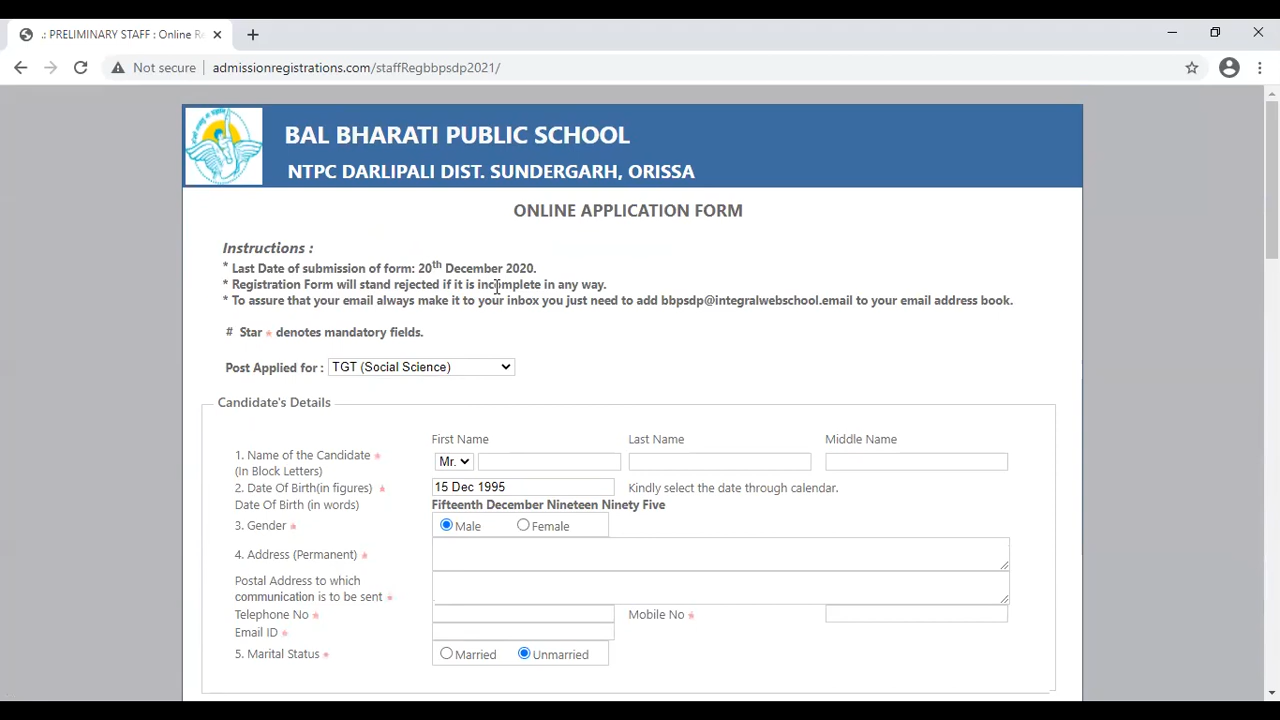 .: PRELIMINARY STAFF : Online Re
Not secure admissionregistrations.com/staffRegbbpsdp2021/
BAL BHARATI PUBLIC SCHOOL
NTPC DARLIPALI DIST. SUNDERGARH, ORISSA
ONLINE APPLICATION FORM
Instructions :
* Last Date of submission of form: 20th December 2020.
* Registration Form will stand rejected if it is incomplete in any way.
* To assure that your email always make it to your inbox you just need to add bbpsdp@integralwebschool.email to your email address book.
# Star * denotes mandatory fields.
Post Applied for : TGT (Social Science)
Candidate's Details
First Name Last Name Middle Name
1. Name of the Candidate * Mr.
(In Block Letters)
2. Date Of Birth(in figures) * 15 Dec 1995 Kindly select the date through calendar.
Date Of Birth (in words) Fifteenth December Nineteen Ninety Five
3. Gender * Male Female
4. Address (Permanent) *
Postal Address to which
communication is to be sent *
Telephone No * Mobile No *
Email ID *
5. Marital Status * Married Unmarried